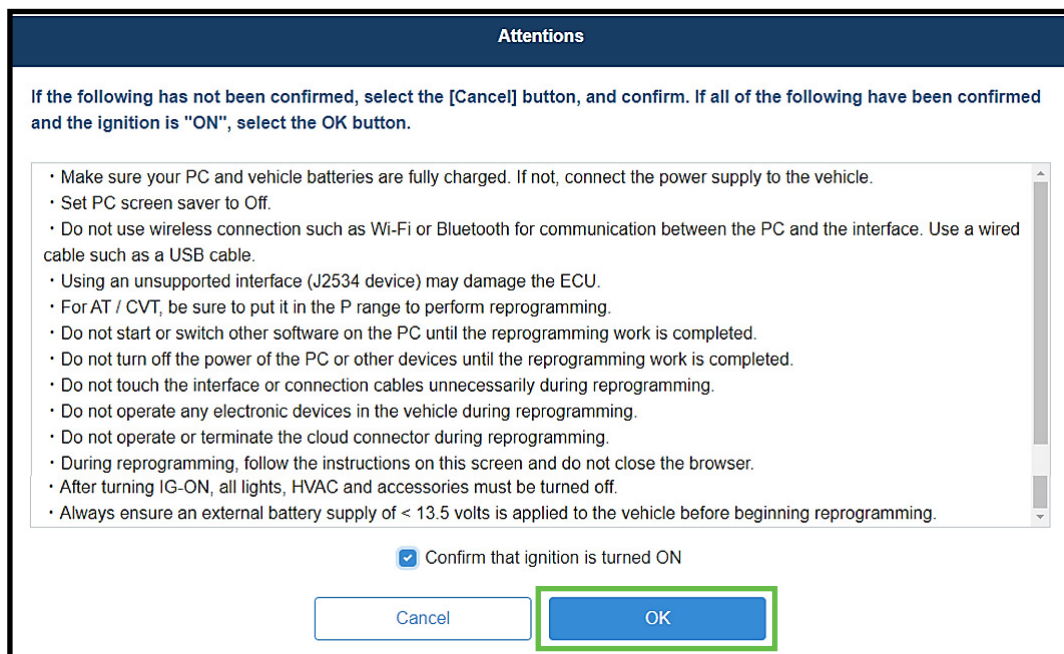 Attentions
If the following has not been confirmed, select the [Cancel] button, and confirm. If all of the following have been confirmed
and the ignition is "ON", select the OK button.
・Make sure your PC and vehicle batteries are fully charged. If not, connect the power supply to the vehicle.
・Set PC screen saver to Off.
・Do not use wireless connection such as Wi-Fi or Bluetooth for communication between the PC and the interface. Use a wired
cable such as a USB cable.
・Using an unsupported interface (J2534 device) may damage the ECU.
・For AT / CVT, be sure to put it in the P range to perform reprogramming.
・Do not start or switch other software on the PC until the reprogramming work is completed.
・Do not turn off the power of the PC or other devices until the reprogramming work is completed.
・Do not touch the interface or connection cables unnecessarily during reprogramming.
・Do not operate any electronic devices in the vehicle during reprogramming.
・Do not operate or terminate the cloud connector during reprogramming.
・During reprogramming, follow the instructions on this screen and do not close the browser.
・After turning IG-ON, all lights, HVAC and accessories must be turned off.
・Always ensure an external battery supply of < 13.5 volts is applied to the vehicle before beginning reprogramming.
Confirm that ignition is turned ON
Cancel
OK